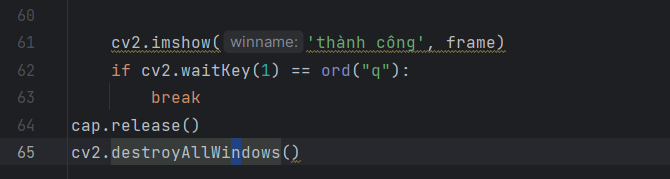 60
61 cv2.imshow( winname: 'thành công', frame)
62 if cv2.waitKey(1) == ord("q"):
63 break
64 cap.release()
65 cv2.destroyAllWindows()